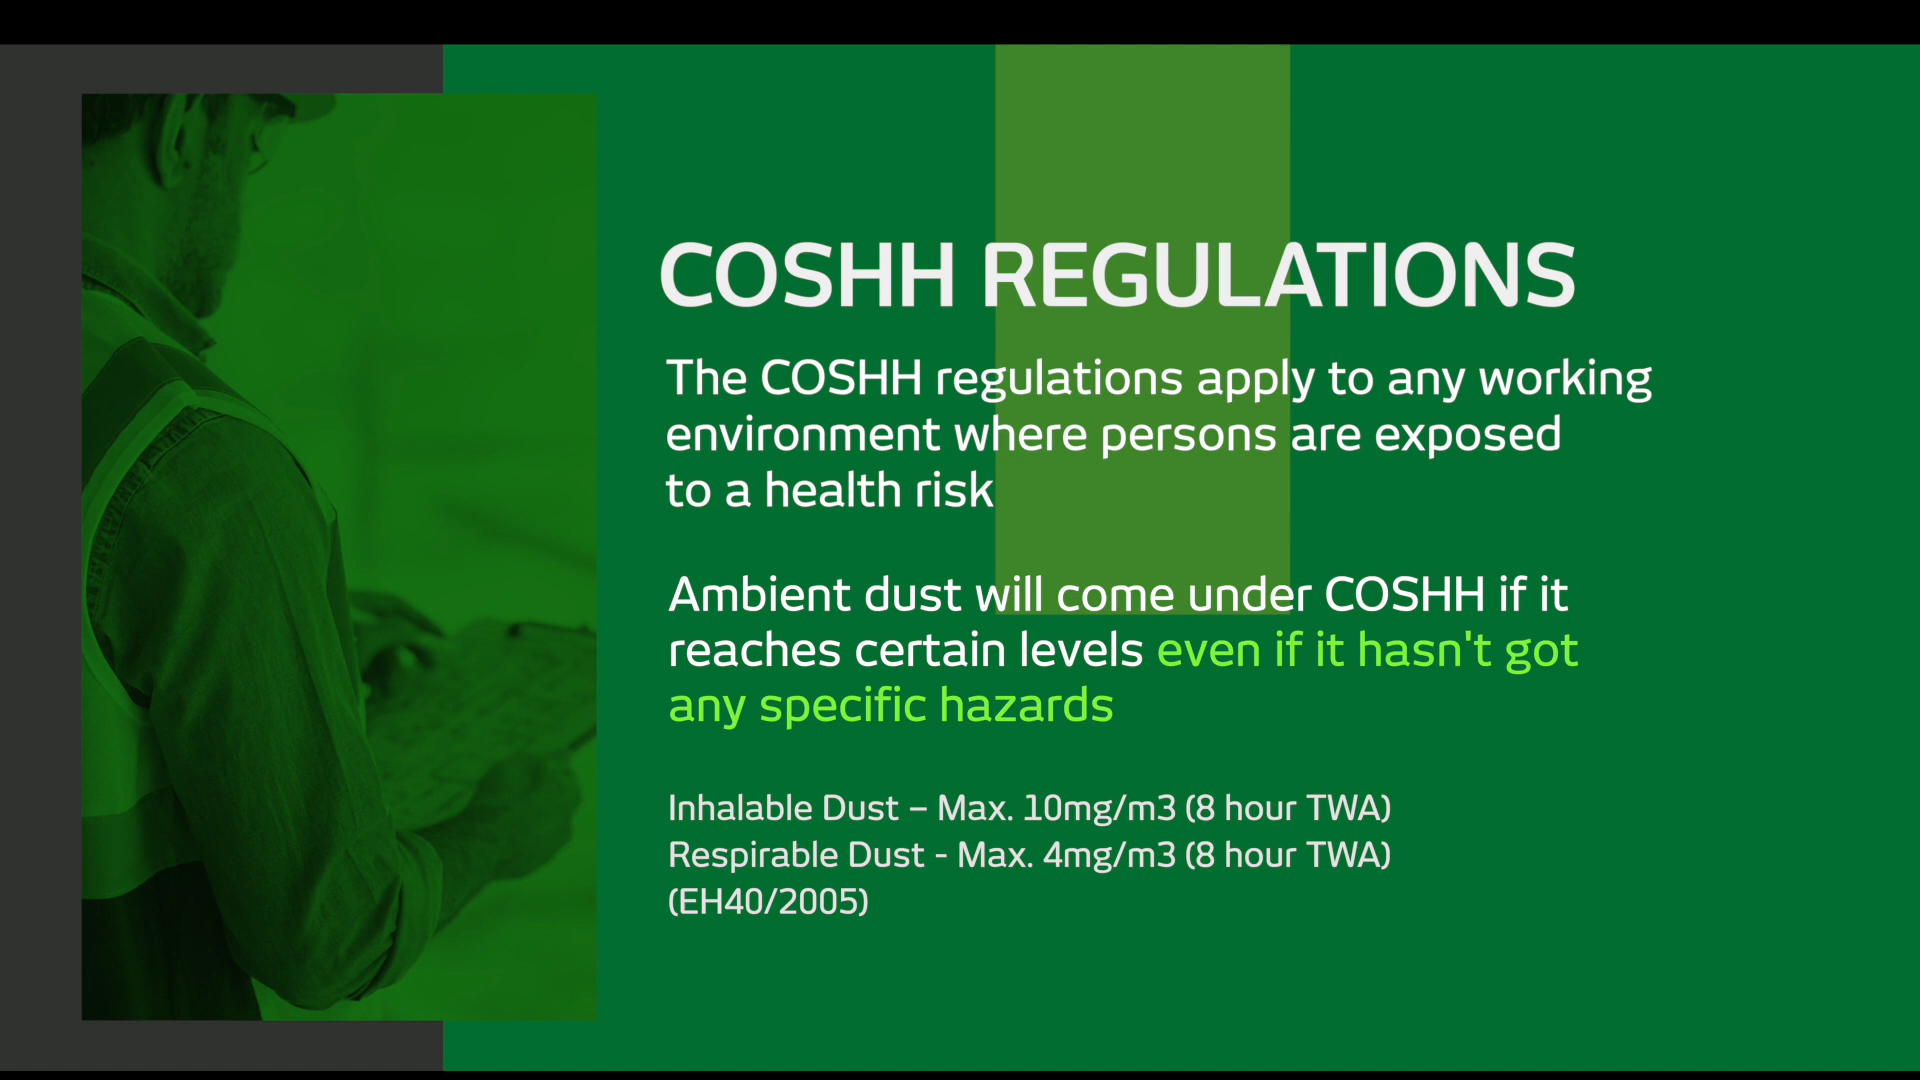 COSHH REGULATIONS
The COSHH regulations apply to any working
environment where persons are exposed
to a health risk
Ambient dust will come under COSHH if it
reaches certain levels even if it hasn't got
any specific hazards
Inhalable Dust – Max. 10mg/m3 (8 hour TWA)
Respirable Dust - Max. 4mg/m3 (8 hour TWA)
(EH40/2005)